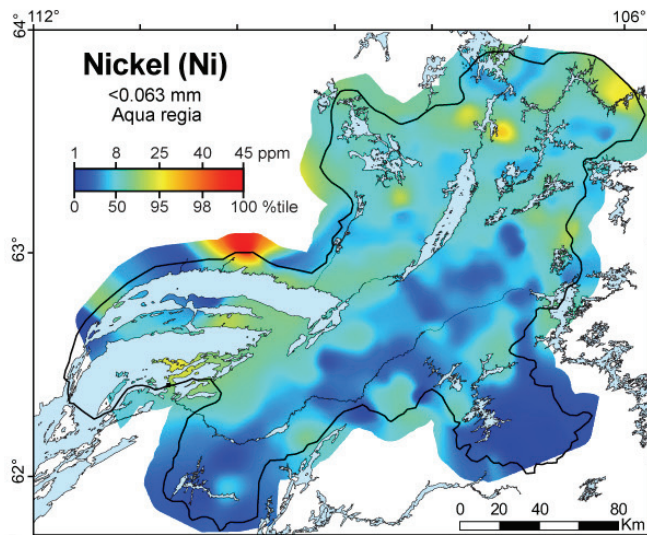 64°
112°
106°
Nickel (Ni)
<0.063 mm
Aqua regia
1 8 25 40 45 ppm
0 50 95 98 100 %tile
63°
62°
0 20 40 60 80
Km